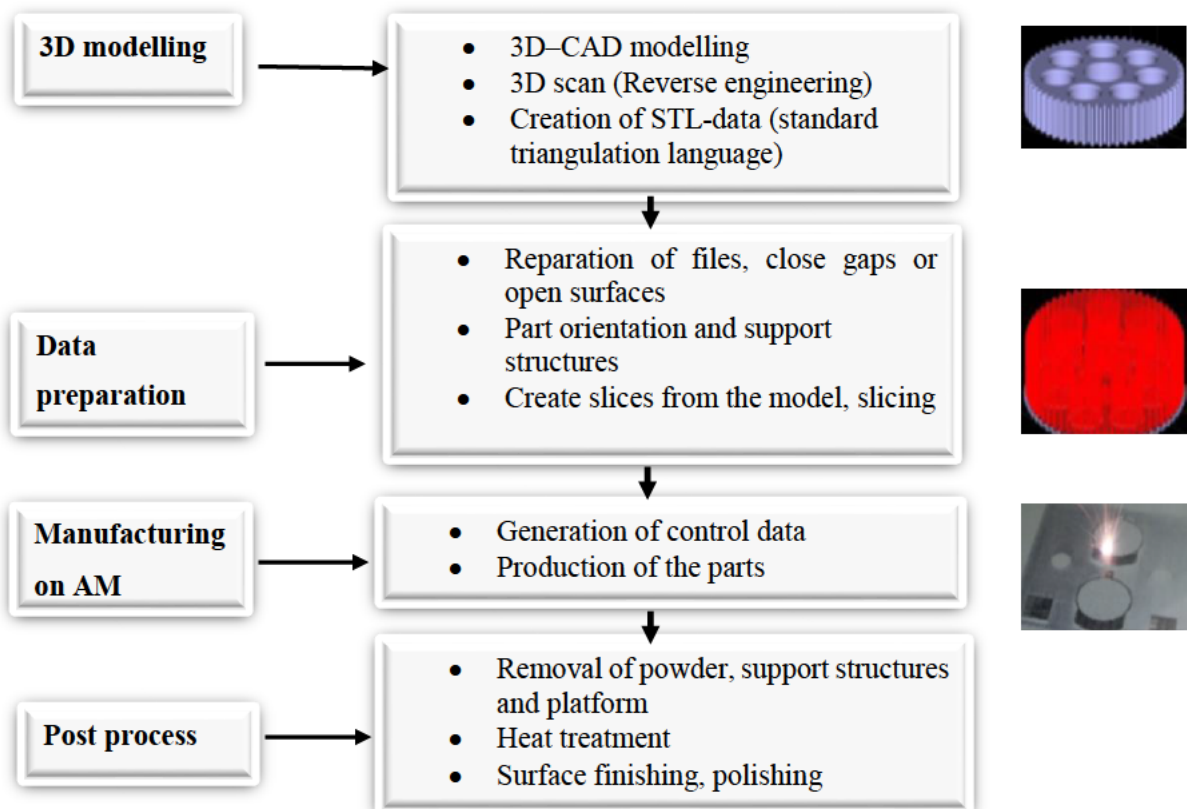 3D modelling
• 3D–CAD modelling
• 3D scan (Reverse engineering)
• Creation of STL-data (standard
triangulation language)
Data
preparation
• Reparation of files, close gaps or
open surfaces
• Part orientation and support
structures
• Create slices from the model, slicing
Manufacturing
on AM
• Generation of control data
• Production of the parts
Post process
• Removal of powder, support structures
and platform
• Heat treatment
• Surface finishing, polishing